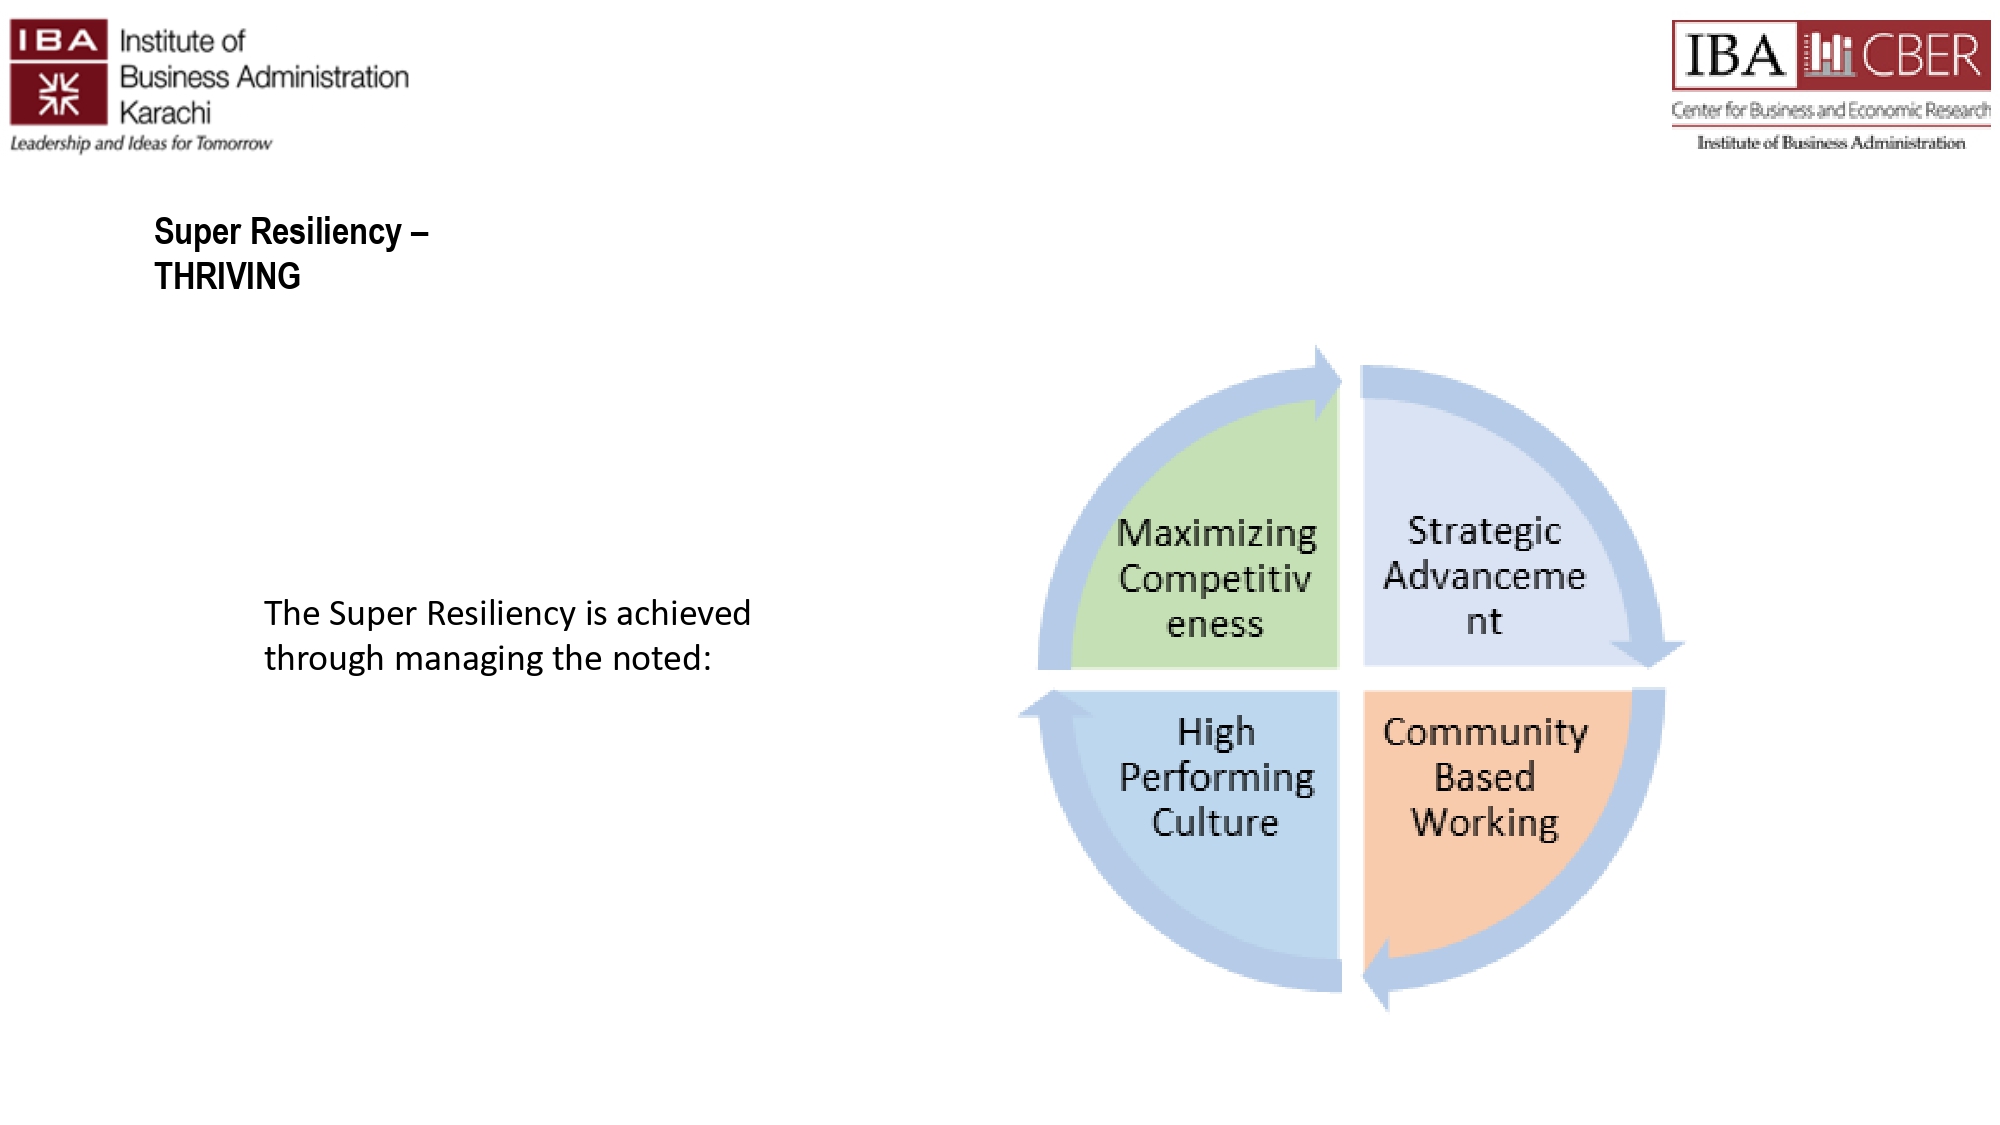 IBA
Institute of
Business Administration
Karachi
Leadership and Ideas for Tomorrow
IBA CBER
Center for Business and Economic Research
Institute of Business Administration
Super Resiliency –
THRIVING
The Super Resiliency is achieved
through managing the noted:
Maximizing
Competitiv
eness
Strategic
Advanceme
nt
High
Performing
Culture
Community
Based
Working